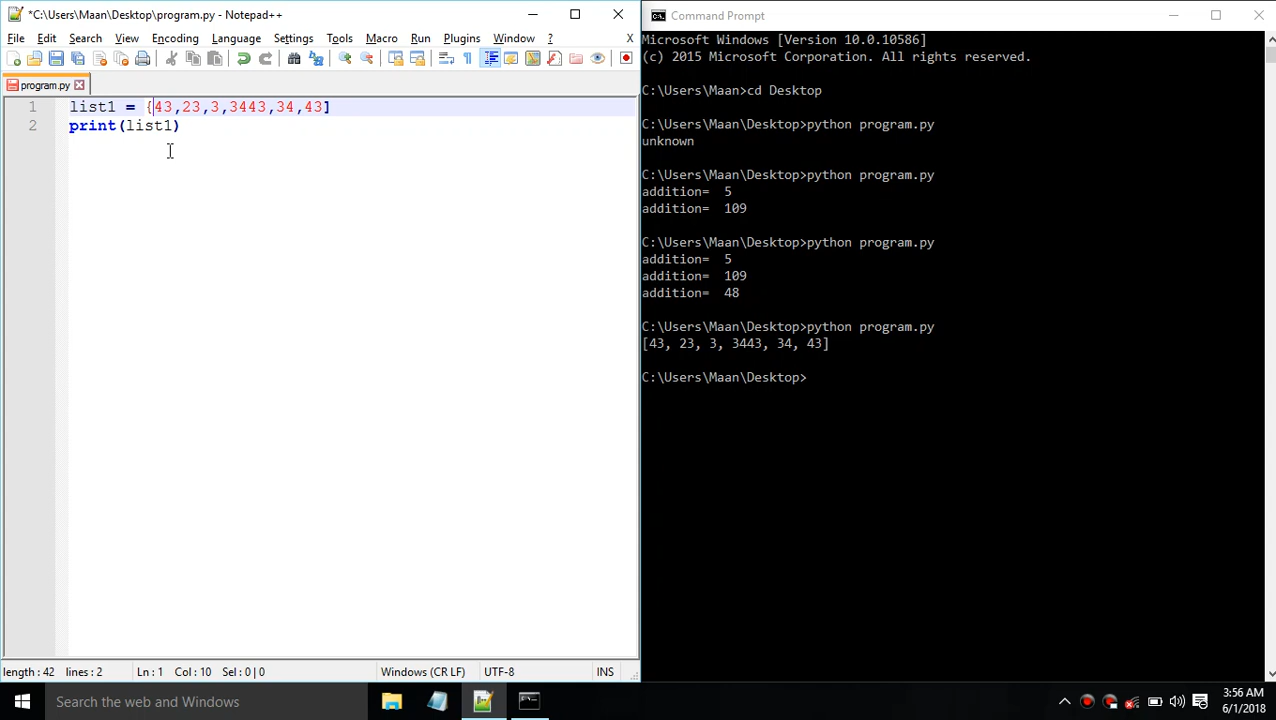 *C:\Users\Maan\Desktop\program.py - Notepad++
File Edit Search View Encoding Language Settings Tools Macro Run Plugins Window ? X
program.py
1 list1 = {43,23,3,3443,34,43]
2 print(list1)
length : 42 lines : 2 Ln : 1 Col : 10 Sel : 0 | 0 Windows (CR LF) UTF-8 INS
Command Prompt
Microsoft Windows [Version 10.0.10586]
(c) 2015 Microsoft Corporation. All rights reserved.
C:\Users\Maan>cd Desktop
C:\Users\Maan\Desktop>python program.py
unknown
C:\Users\Maan\Desktop>python program.py
addition=  5
addition=  109
C:\Users\Maan\Desktop>python program.py
addition=  5
addition=  109
addition=  48
C:\Users\Maan\Desktop>python program.py
[43, 23, 3, 3443, 34, 43]
C:\Users\Maan\Desktop>
Search the web and Windows
3:56 AM
6/1/2018